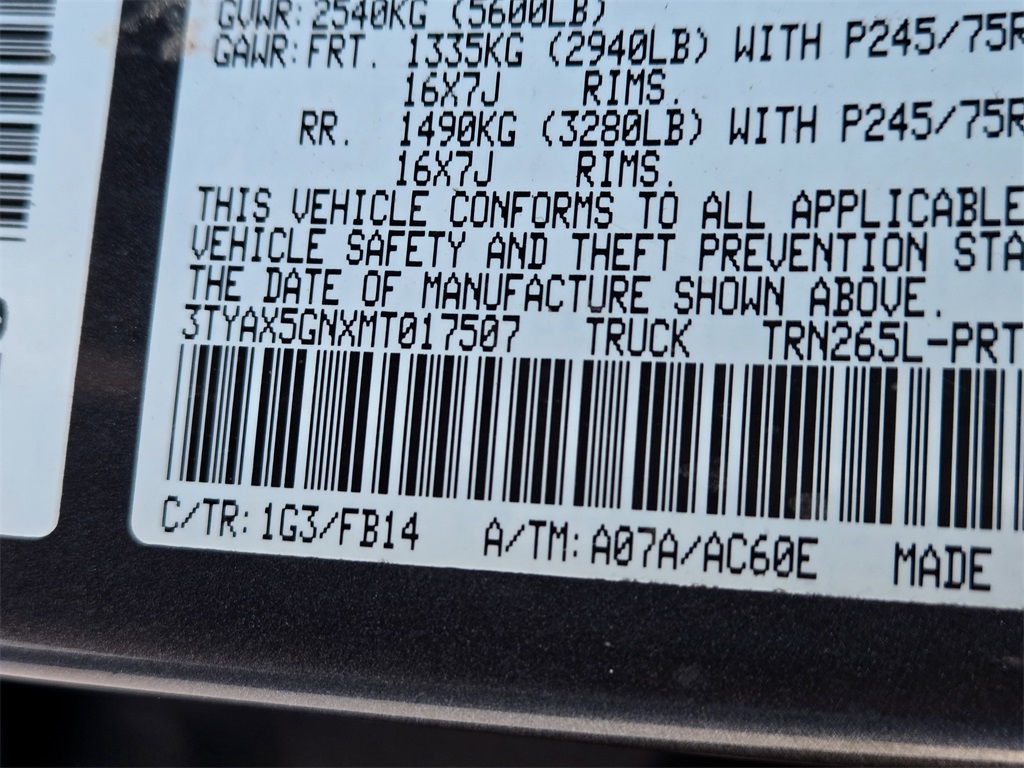 GVWR: 2540KG (5600LB)
GAWR: FRT. 1335KG (2940LB) WITH P245/75R
16X7J RIMS.
RR. 1490KG (3280LB) WITH P245/75R
16X7J RIMS.
THIS VEHICLE CONFORMS TO ALL APPLICABLE
VEHICLE SAFETY AND THEFT PREVENTION STA
THE DATE OF MANUFACTURE SHOWN ABOVE.
3TYAX5GNXMT017507 TRUCK TRN265L-PRT
C/TR: 1G3/FB14 A/TM: A07A/AC60E MADE